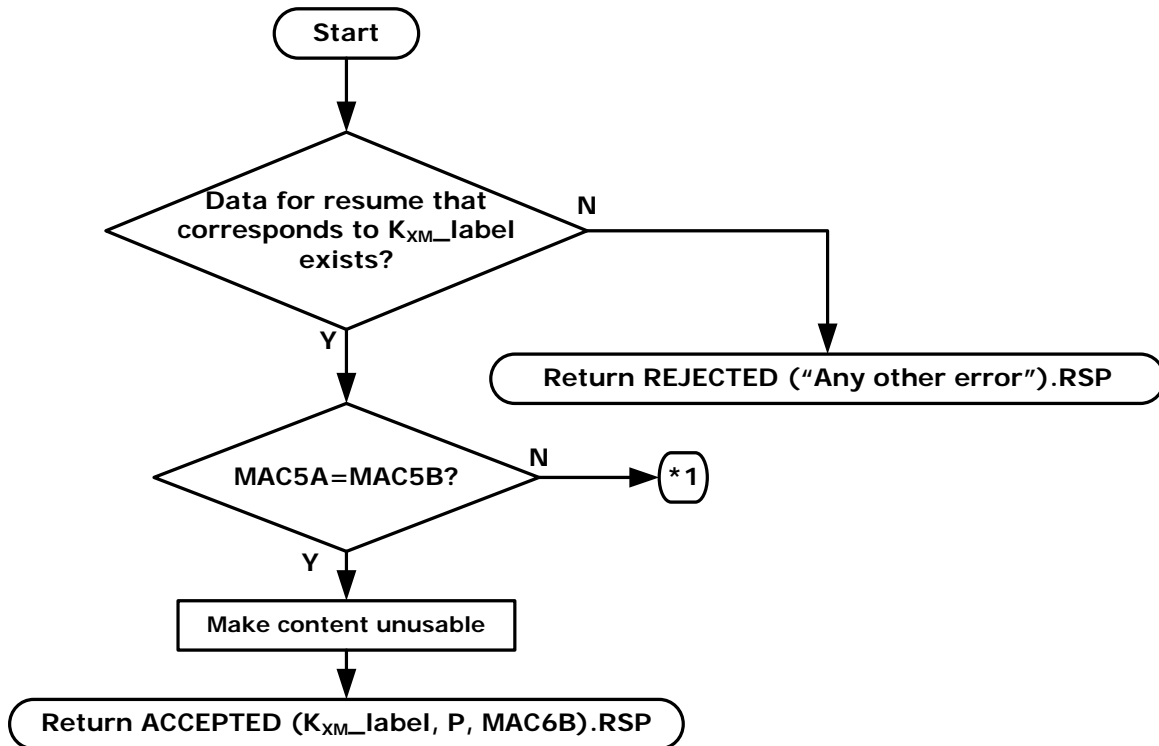 Start
Data for resume that
corresponds to KXM_label
exists?
N
Y
Return REJECTED (“Any other error”).RSP
MAC5A=MAC5B?
N
*1
Y
Make content unusable
Return ACCEPTED (KXM_label, P, MAC6B).RSP